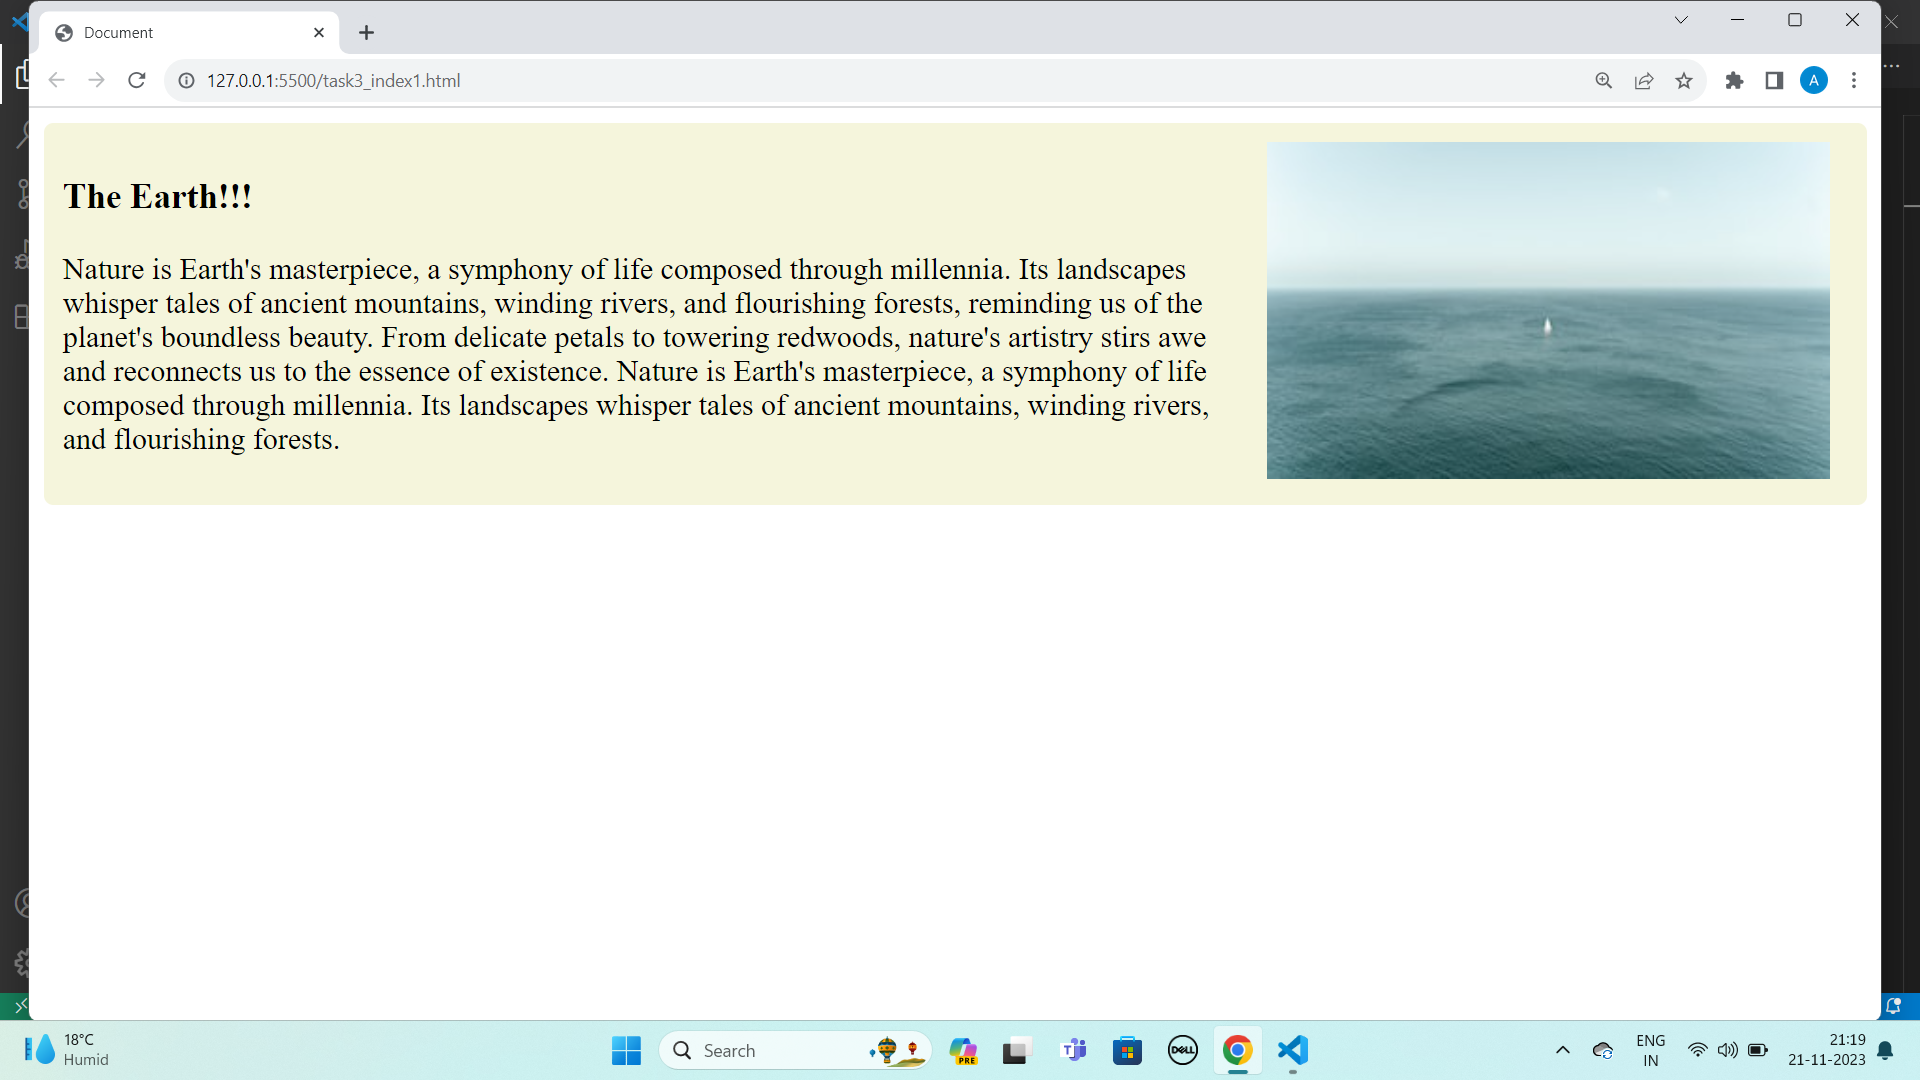 Document
127.0.0.1:5500/task3_index1.html
A
The Earth!!!
Nature is Earth's masterpiece, a symphony of life composed through millennia. Its landscapes
whisper tales of ancient mountains, winding rivers, and flourishing forests, reminding us of the
planet's boundless beauty. From delicate petals to towering redwoods, nature's artistry stirs awe
and reconnects us to the essence of existence. Nature is Earth's masterpiece, a symphony of life
composed through millennia. Its landscapes whisper tales of ancient mountains, winding rivers,
and flourishing forests.
18°C
Humid
Search
PRE
T
DELL
ENG
IN
21:19
21-11-2023